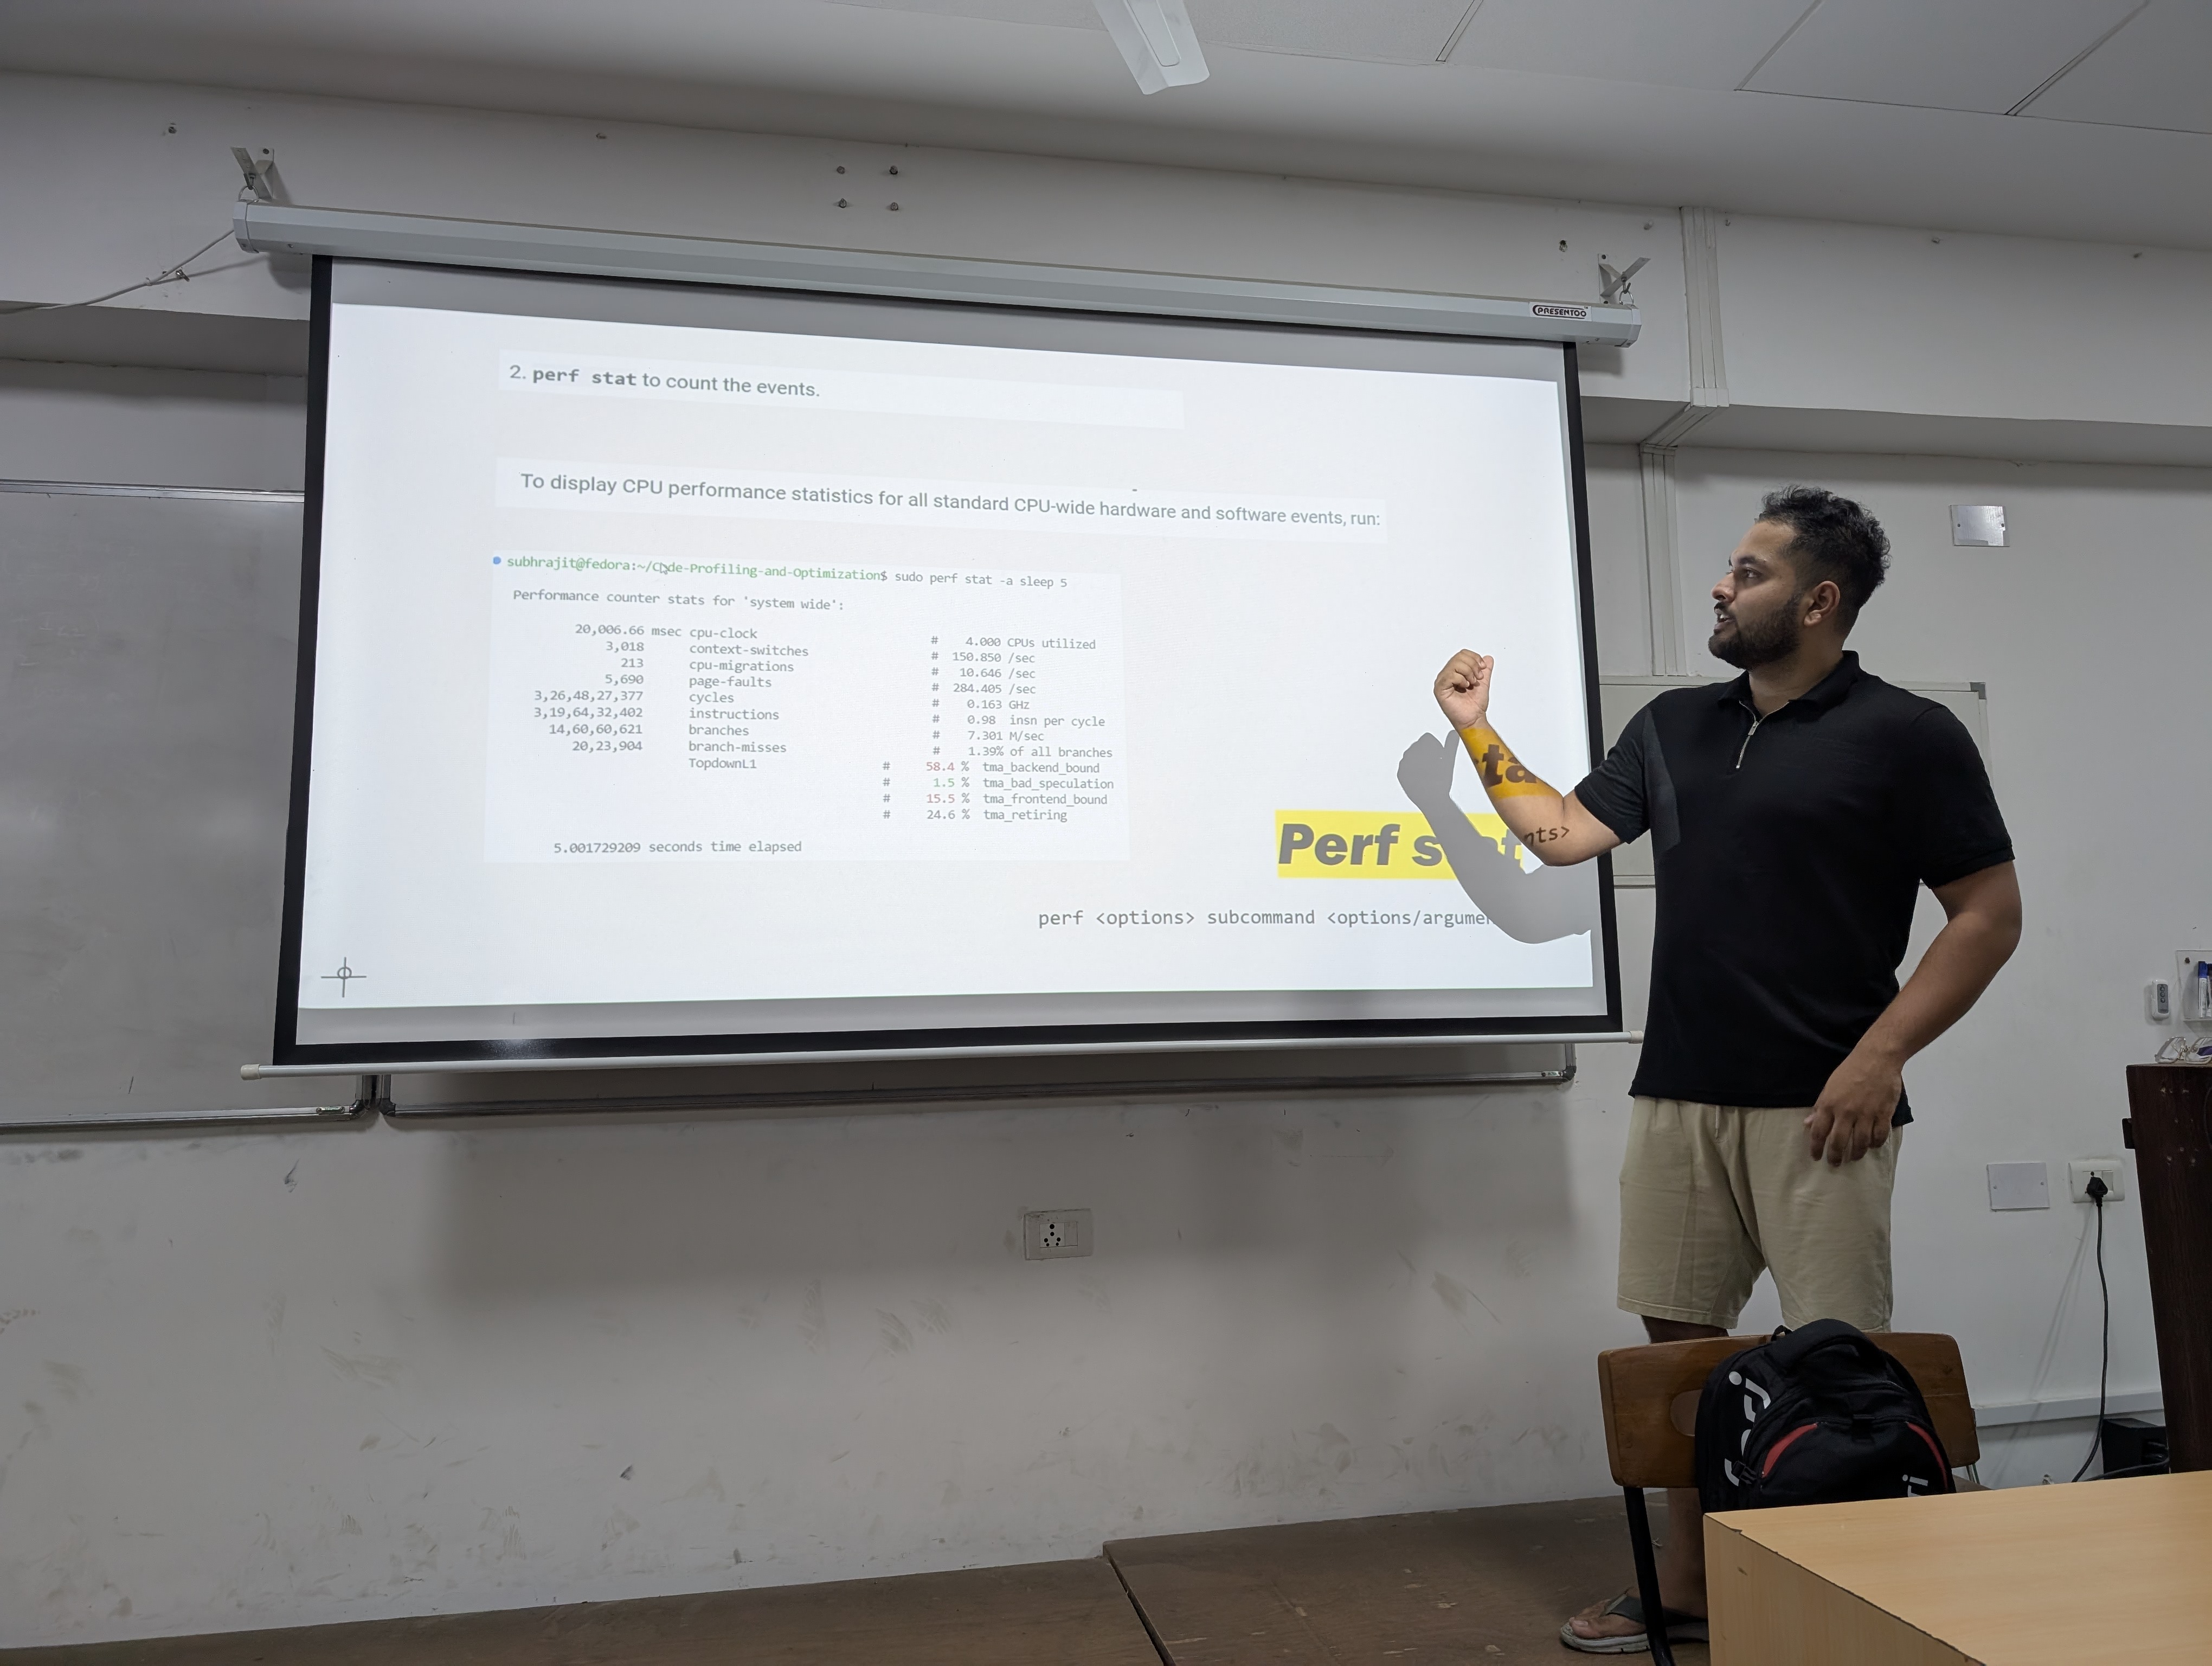 PRESENTOO
2. perf stat to count the events.
To display CPU performance statistics for all standard CPU-wide hardware and software events, run:
subhrajit@fedora:~/Code-Profiling-and-Optimization$ sudo perf stat -a sleep 5
Performance counter stats for 'system wide':
20,006.66 msec cpu-clock # 4.000 CPUs utilized
3,018 context-switches # 150.850 /sec
213 cpu-migrations # 10.646 /sec
5,690 page-faults # 284.405 /sec
3,26,48,27,377 cycles # 0.163 GHz
3,19,64,32,402 instructions # 0.98 insn per cycle
14,60,60,621 branches # 7.301 M/sec
20,23,904 branch-misses # 1.39% of all branches
TopdownL1 # 58.4 % tma_backend_bound
# 1.5 % tma_bad_speculation
# 15.5 % tma_frontend_bound
# 24.6 % tma_retiring
5.001729209 seconds time elapsed
Perf stat
perf <options> subcommand <options/arguments>